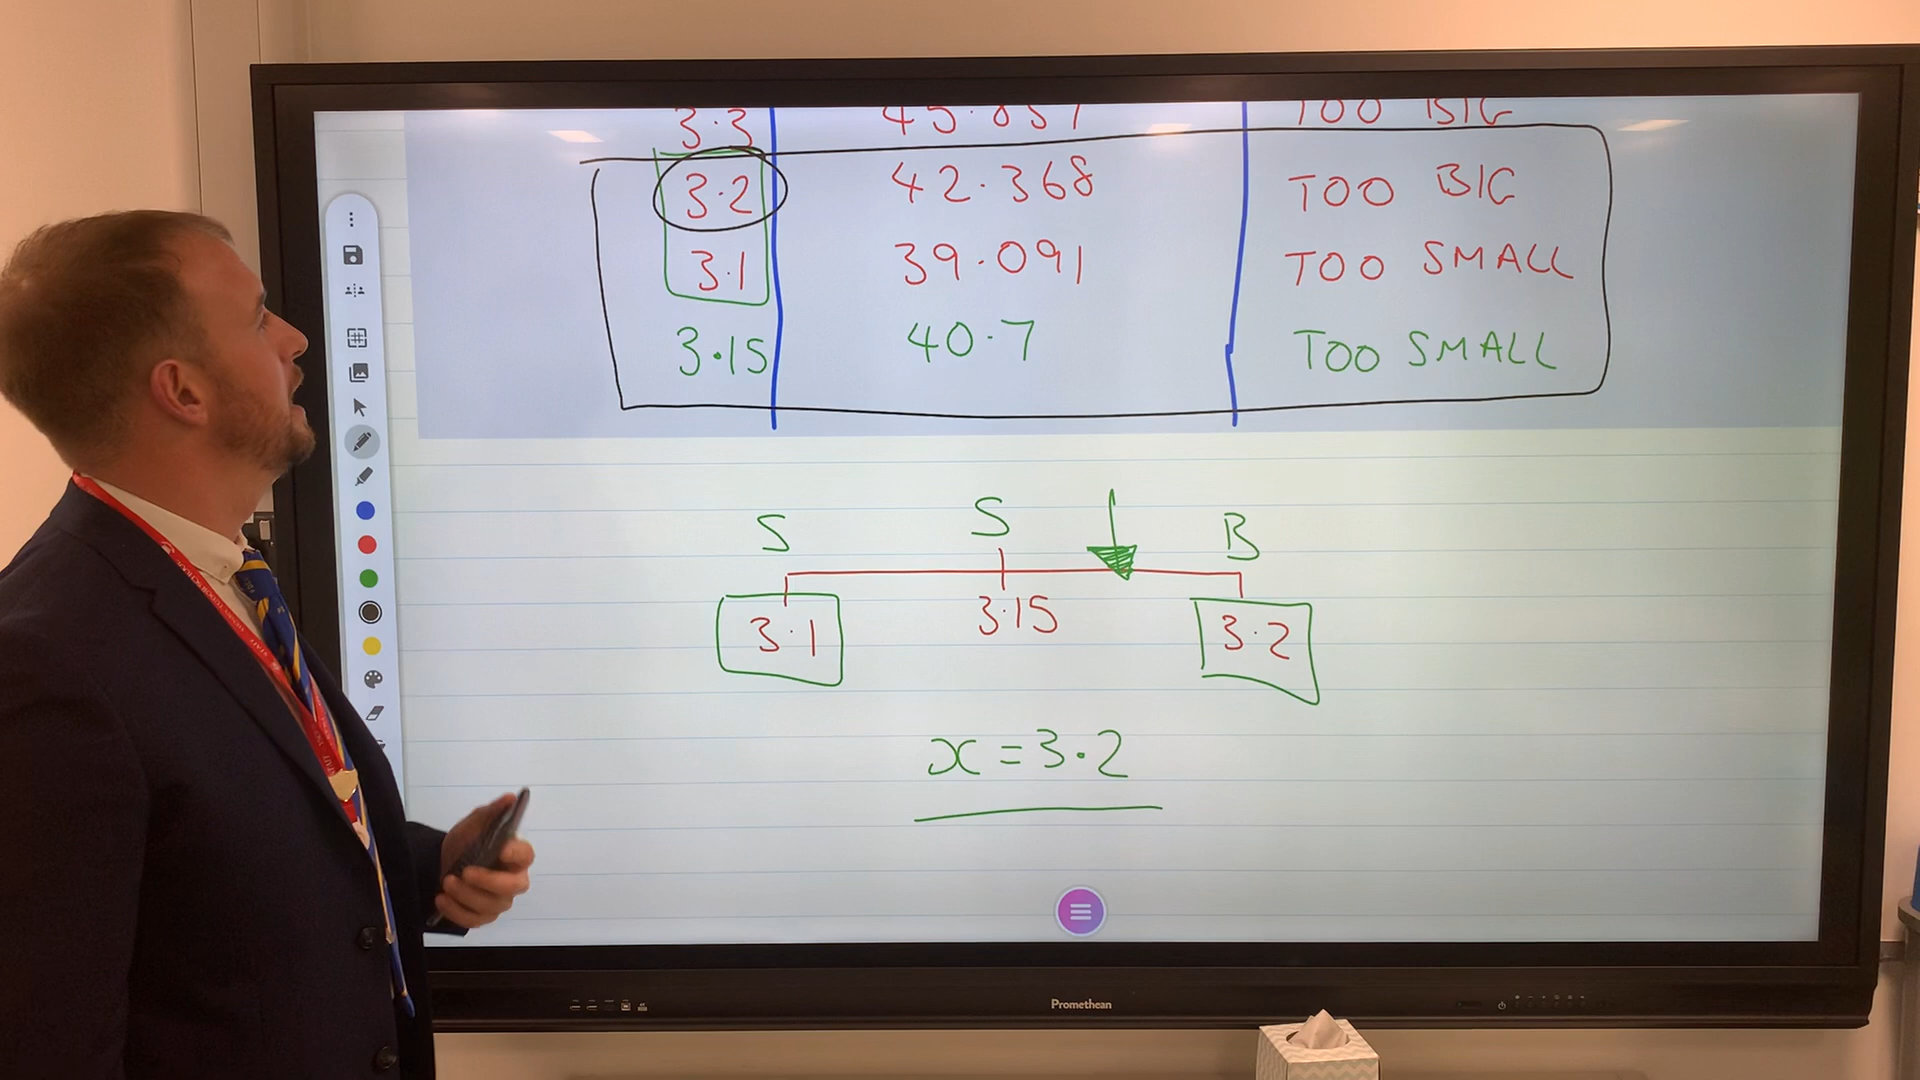 3.3 45.857 TOO BIG
3.2 42.368 TOO BIG
3.1 39.091 TOO SMALL
3.15 40.7 TOO SMALL
S S B
3.1 3.15 3.2
x = 3.2
Promethean